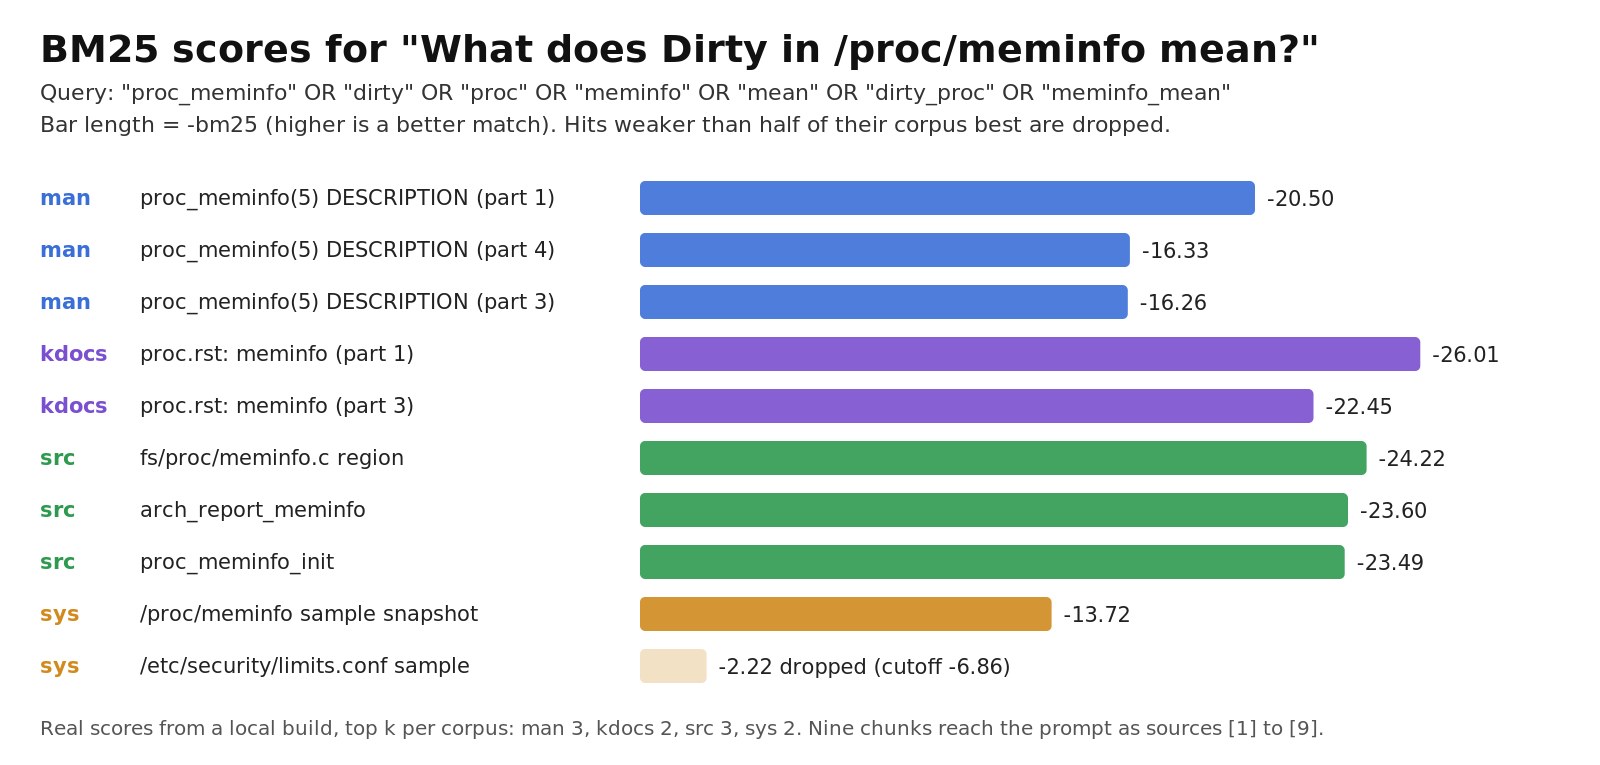 BM25 scores for "What does Dirty in /proc/meminfo mean?"
Query: "proc_meminfo" OR "dirty" OR "proc" OR "meminfo" OR "mean" OR "dirty_proc" OR "meminfo_mean"
Bar length = -bm25 (higher is a better match). Hits weaker than half of their corpus best are dropped.
man proc_meminfo(5) DESCRIPTION (part 1) -20.50
man proc_meminfo(5) DESCRIPTION (part 4) -16.33
man proc_meminfo(5) DESCRIPTION (part 3) -16.26
kdocs proc.rst: meminfo (part 1) -26.01
kdocs proc.rst: meminfo (part 3) -22.45
src fs/proc/meminfo.c region -24.22
src arch_report_meminfo -23.60
src proc_meminfo_init -23.49
sys /proc/meminfo sample snapshot -13.72
sys /etc/security/limits.conf sample -2.22 dropped (cutoff -6.86)
Real scores from a local build, top k per corpus: man 3, kdocs 2, src 3, sys 2. Nine chunks reach the prompt as sources [1] to [9].